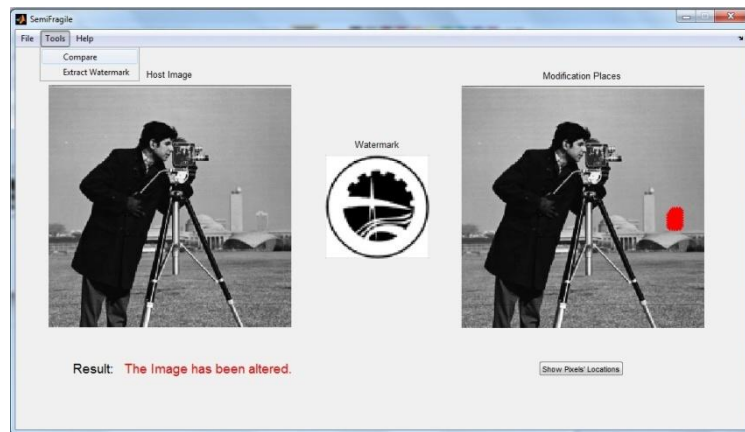 SemiFragile
File Tools Help
Compare
Extract Watermark
Host Image
Modification Places
Watermark
Result: The Image has been altered.
Show Pixels' Locations